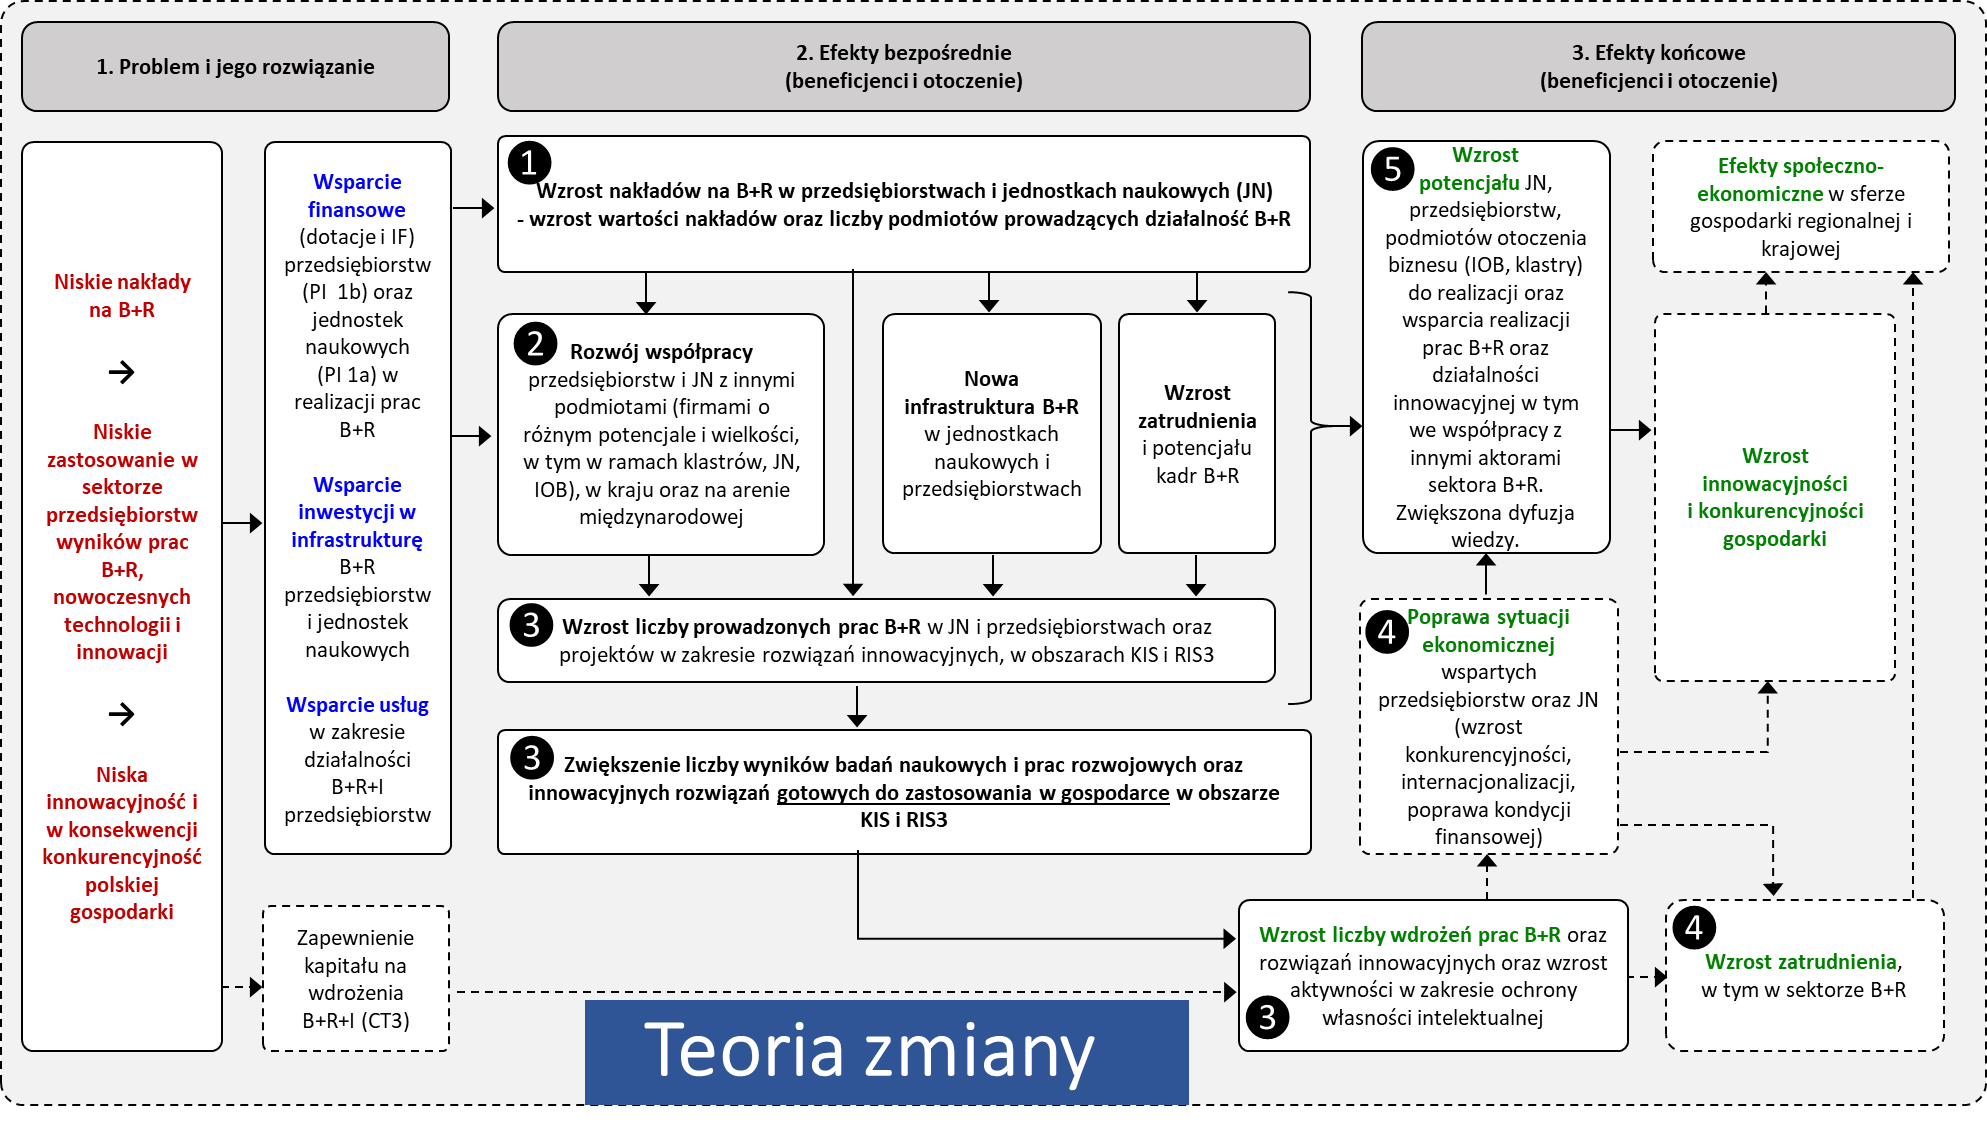 1. Problem i jego rozwiązanie
2. Efekty bezpośrednie
(beneficjenci i otoczenie)
3. Efekty końcowe
(beneficjenci i otoczenie)
Niskie nakłady
na B+R
→
Niskie
zastosowanie w
sektorze
przedsiębiorstw
wyników prac
B+R,
nowoczesnych
technologii i
innowacji
→
Niska
innowacyjność i
w konsekwencji
konkurencyjność
polskiej
gospodarki
Wsparcie
finansowe
(dotacje i IF)
przedsiębiorstw
(PI 1b) oraz
jednostek
naukowych
(PI 1a) w
realizacji prac
B+R
Wsparcie
inwestycji w
infrastrukturę
B+R
przedsiębiorstw
i jednostek
naukowych
Wsparcie usług
w zakresie
działalności
B+R+I
przedsiębiorstw
Zapewnienie
kapitału na
wdrożenia
B+R+I (CT3)
1
Wzrost nakładów na B+R w przedsiębiorstwach i jednostkach naukowych (JN)
- wzrost wartości nakładów oraz liczby podmiotów prowadzących działalność B+R
2
Rozwój współpracy
przedsiębiorstw i JN z innymi
podmiotami (firmami o
różnym potencjale i wielkości,
w tym w ramach klastrów, JN,
IOB), w kraju oraz na arenie
międzynarodowej
Nowa
infrastruktura B+R
w jednostkach
naukowych i
przedsiębiorstwach
Wzrost
zatrudnienia
i potencjału
kadr B+R
3
Wzrost liczby prowadzonych prac B+R w JN i przedsiębiorstwach oraz
projektów w zakresie rozwiązań innowacyjnych, w obszarach KIS i RIS3
3
Zwiększenie liczby wyników badań naukowych i prac rozwojowych oraz
innowacyjnych rozwiązań gotowych do zastosowania w gospodarce w obszarze
KIS i RIS3
5
Wzrost
potencjału JN,
przedsiębiorstw,
podmiotów otoczenia
biznesu (IOB, klastry)
do realizacji oraz
wsparcia realizacji
prac B+R oraz
działalności
innowacyjnej w tym
we współpracy z
innymi aktorami
sektora B+R.
Zwiększona dyfuzja
wiedzy.
Efekty społeczno-
ekonomiczne w sferze
gospodarki regionalnej i
krajowej
Wzrost
innowacyjności
i konkurencyjności
gospodarki
4
Poprawa sytuacji
ekonomicznej
wspartych
przedsiębiorstw oraz JN
(wzrost
konkurencyjności,
internacjonalizacji,
poprawa kondycji
finansowej)
Wzrost liczby wdrożeń prac B+R oraz
rozwiązań innowacyjnych oraz wzrost
aktywności w zakresie ochrony
własności intelektualnej
3
4
Wzrost zatrudnienia,
w tym w sektorze B+R
Teoria zmiany